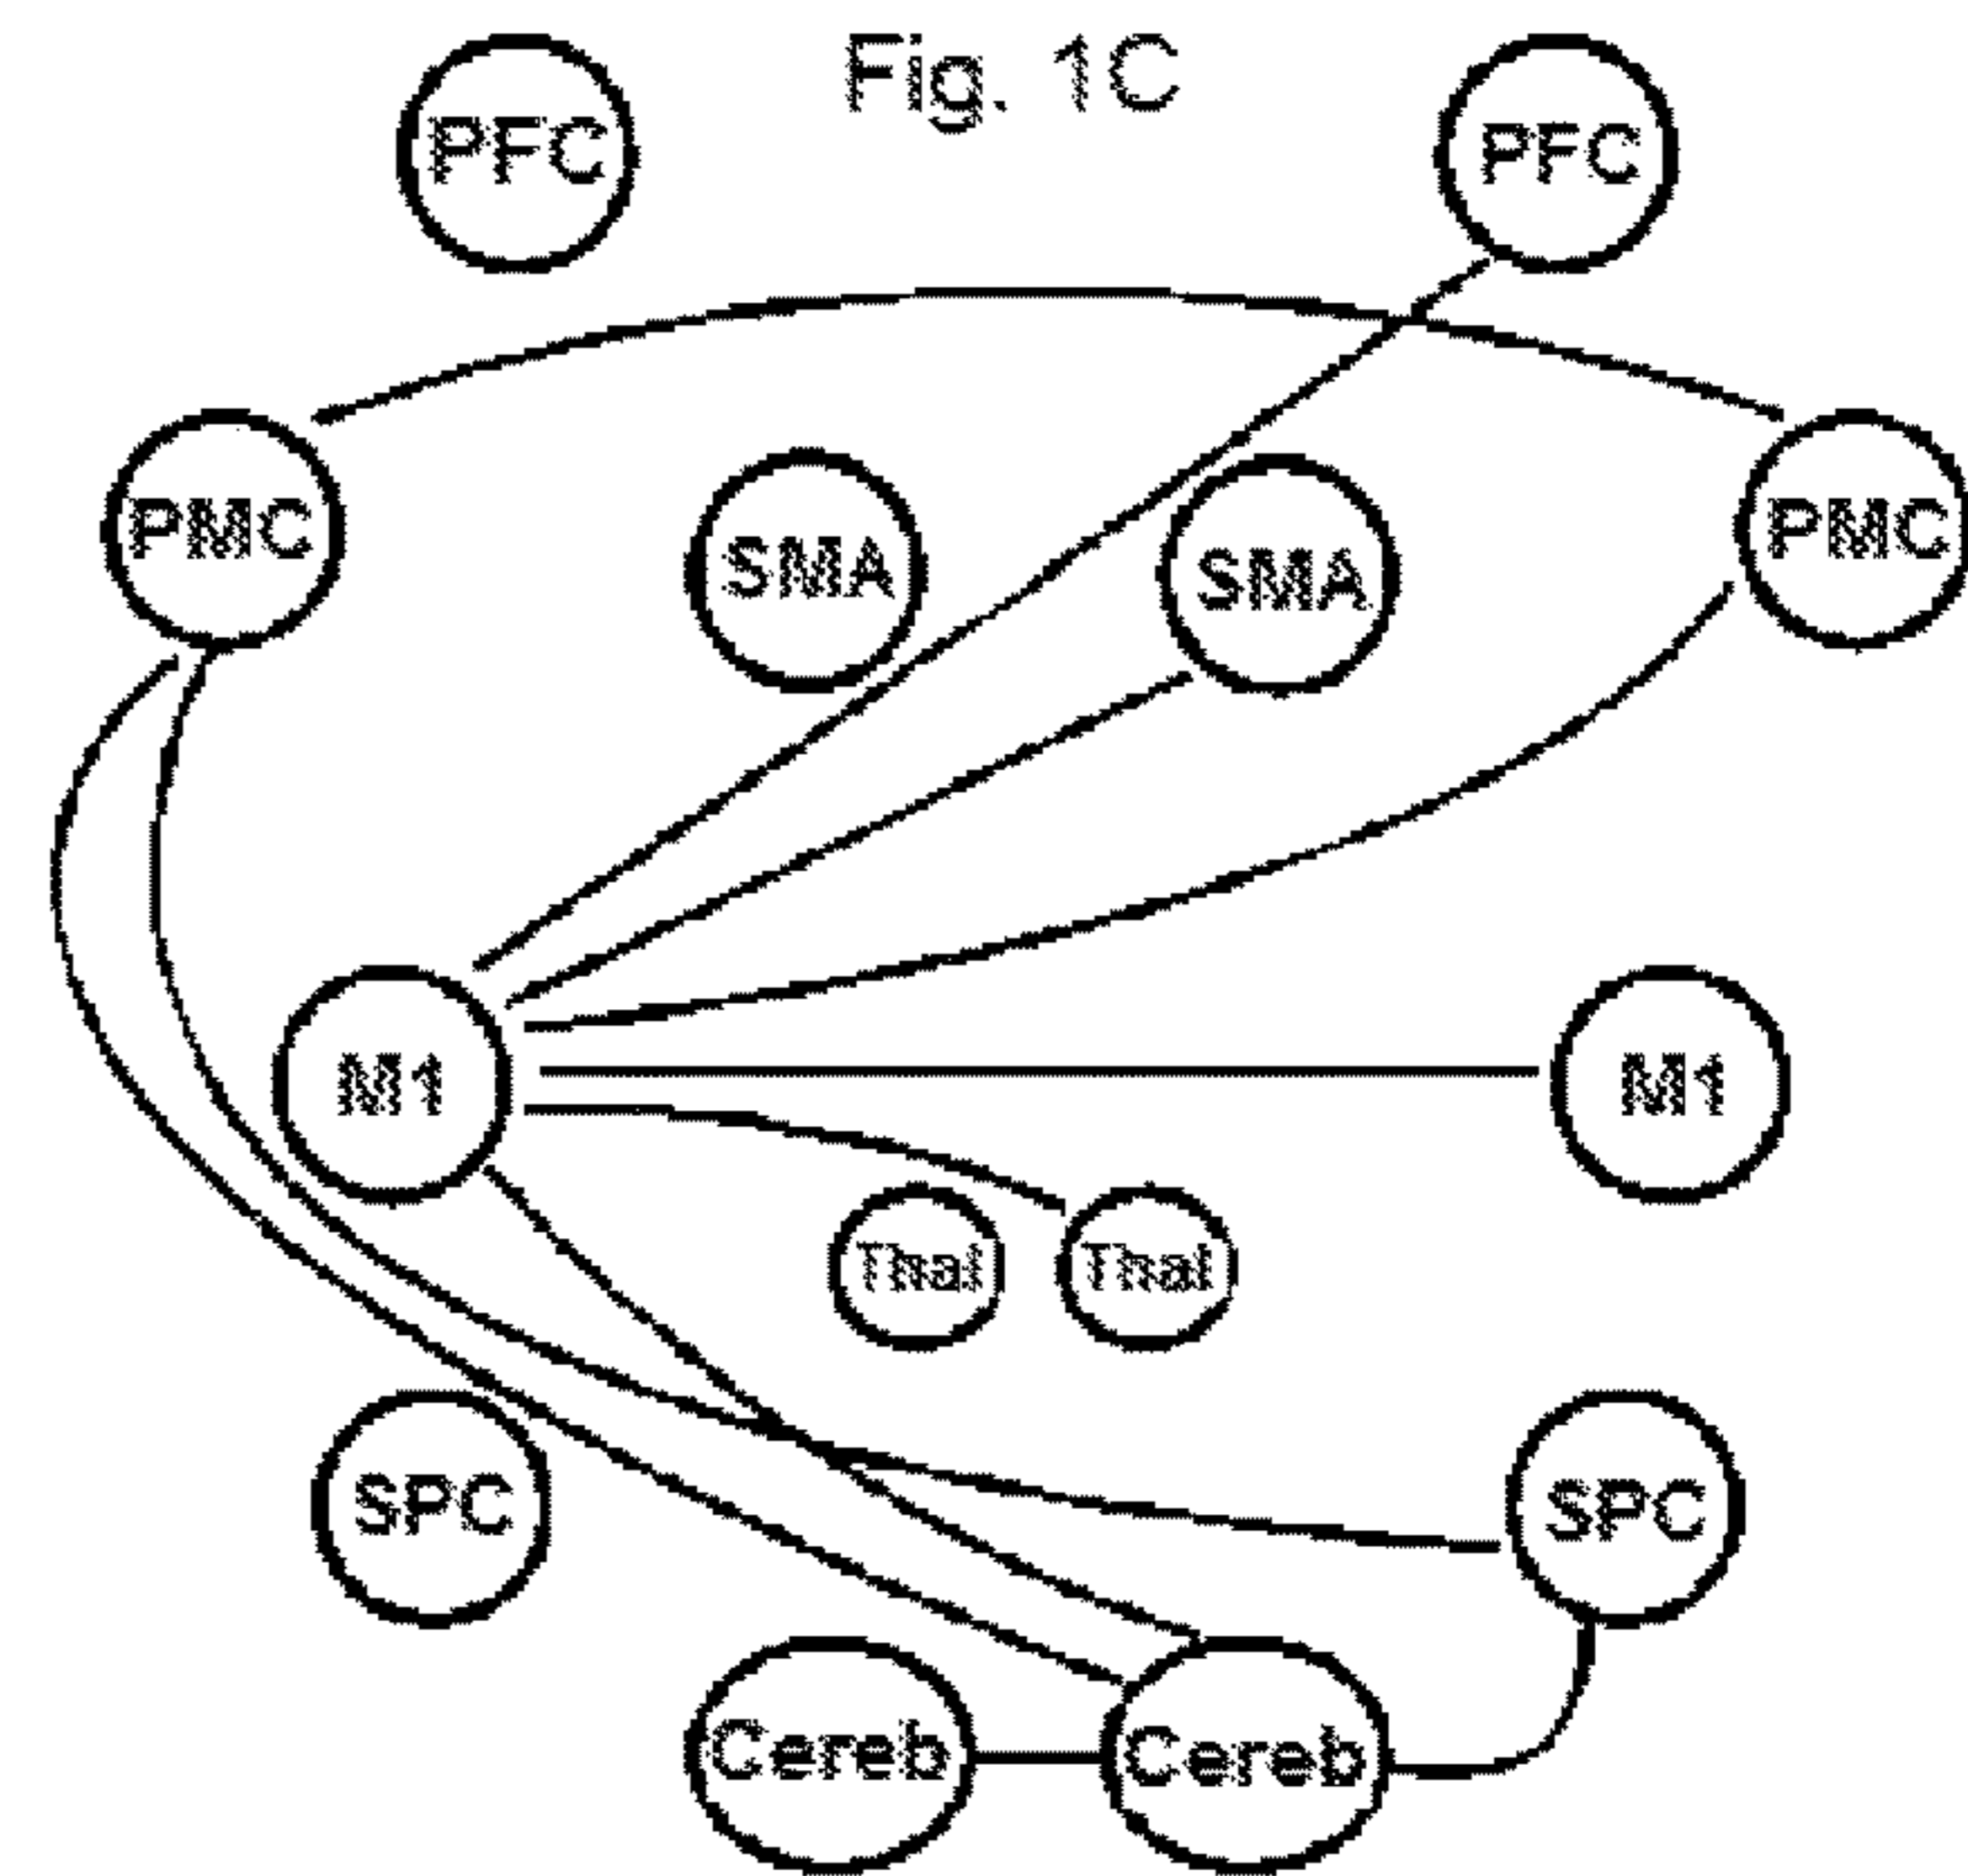 Fig. 1C
PFC PFC
PMC SMA SMA PMC
M1 M1
Thal Thal
SPC SPC
Cereb Cereb